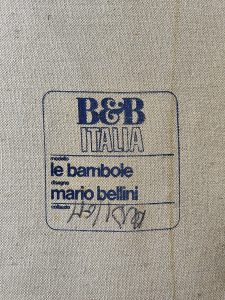 B&B
ITALIA
modello
le bambole
disegno
mario bellini